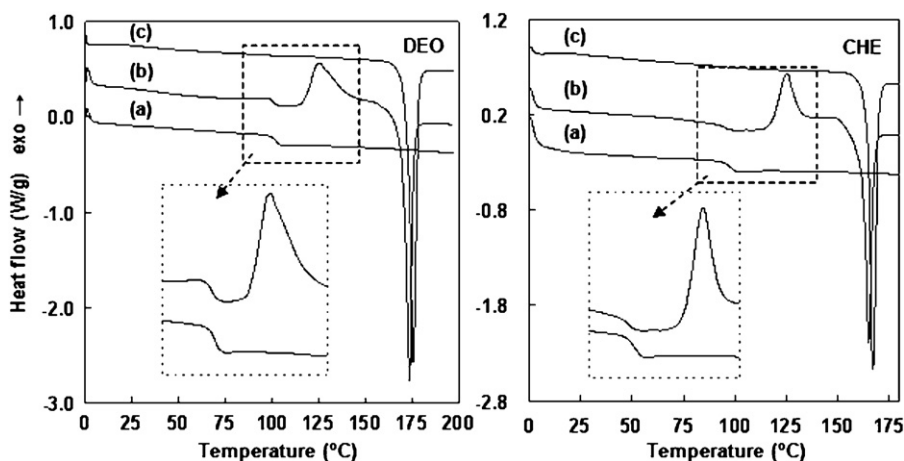 Heat flow (W/g) exo →
1.0
0.0
-1.0
-2.0
-3.0
DEO
(c)
(b)
(a)
0 25 50 75 100 125 150 175 200
Temperature (ºC)
1.2
0.2
-0.8
-1.8
-2.8
CHE
(c)
(b)
(a)
0 25 50 75 100 125 150 175
Temperature (ºC)